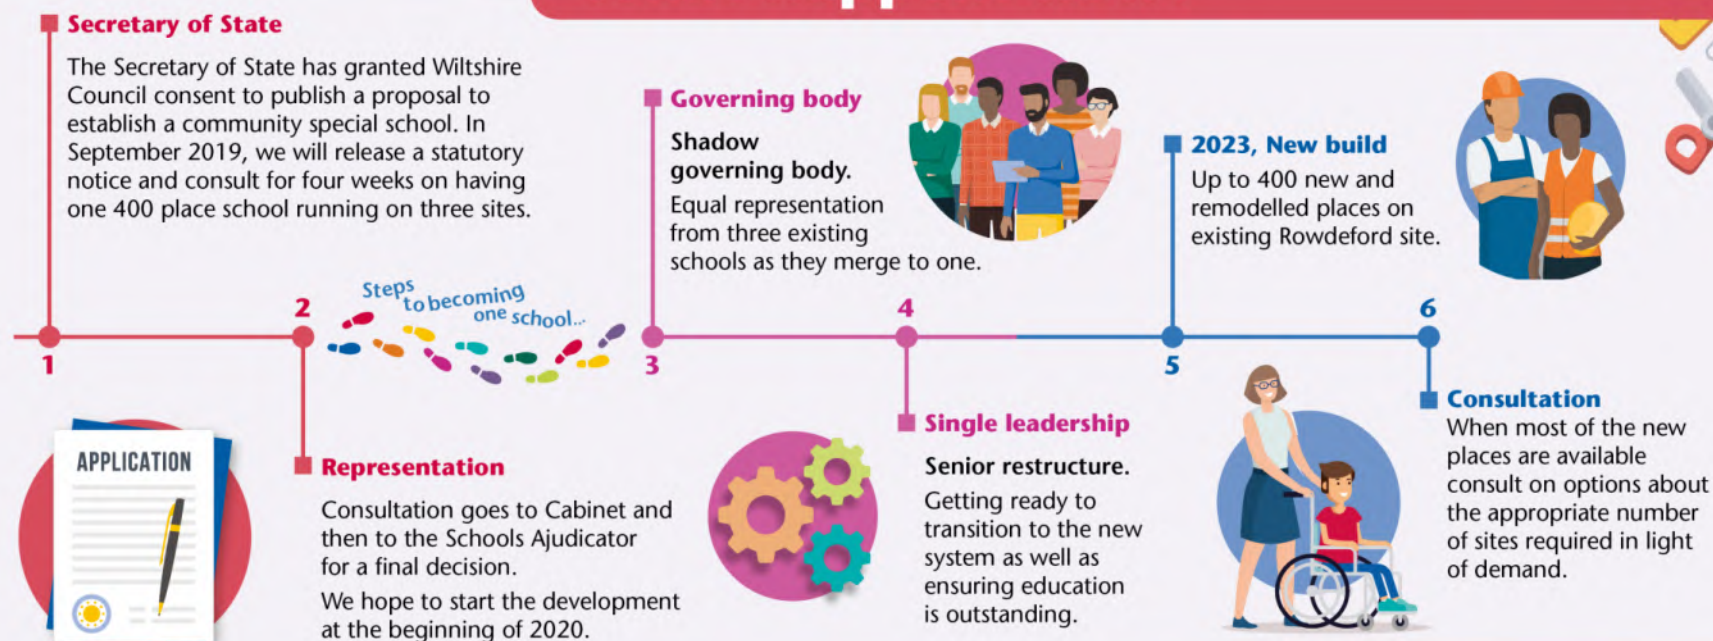 Secretary of State
The Secretary of State has granted Wiltshire
Council consent to publish a proposal to
establish a community special school. In
September 2019, we will release a statutory
notice and consult for four weeks on having
one 400 place school running on three sites.
1
2
Representation
Consultation goes to Cabinet and
then to the Schools Ajudicator
for a final decision.
We hope to start the development
at the beginning of 2020.
APPLICATION
Steps
to becoming
one school...
3
Governing body
Shadow
governing body.
Equal representation
from three existing
schools as they merge to one.
4
Single leadership
Senior restructure.
Getting ready to
transition to the new
system as well as
ensuring education
is outstanding.
5
2023, New build
Up to 400 new and
remodelled places on
existing Rowdeford site.
6
Consultation
When most of the new
places are available
consult on options about
the appropriate number
of sites required in light
of demand.